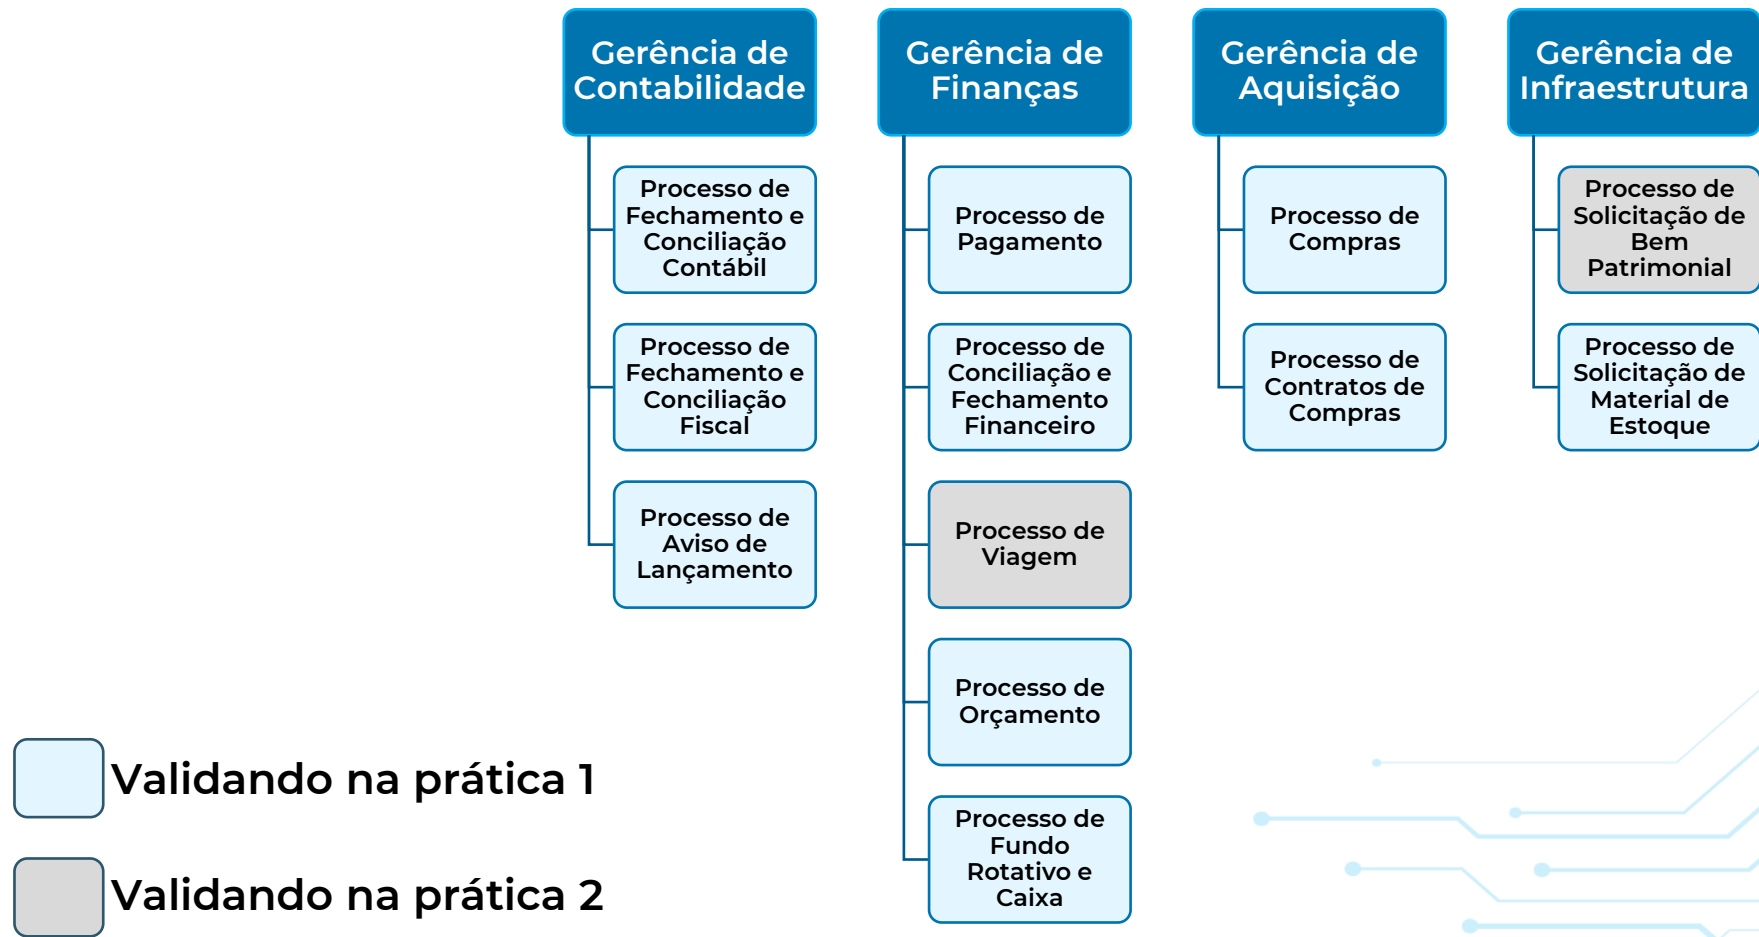 Gerência de
Contabilidade
Processo de
Fechamento e
Conciliação
Contábil
Processo de
Fechamento e
Conciliação
Fiscal
Processo de
Aviso de
Lançamento
Gerência de
Finanças
Processo de
Pagamento
Processo de
Conciliação e
Fechamento
Financeiro
Processo de
Viagem
Processo de
Orçamento
Processo de
Fundo
Rotativo e
Caixa
Gerência de
Aquisição
Processo de
Compras
Processo de
Contratos de
Compras
Gerência de
Infraestrutura
Processo de
Solicitação de
Bem
Patrimonial
Processo de
Solicitação de
Material de
Estoque
Validando na prática 1
Validando na prática 2